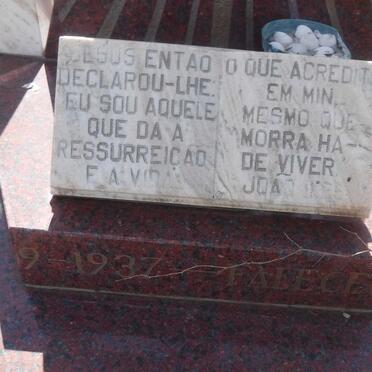 JESUS ENTAO
DECLAROU-LHE.
EU SOU AQUELE
QUE DA A
RESSURREICAO
E A VIDA
O QUE ACREDIT
EM MIN,
MESMO QUE
MORRA HA-
DE VIVER
JOAO
9-1937
FALECE